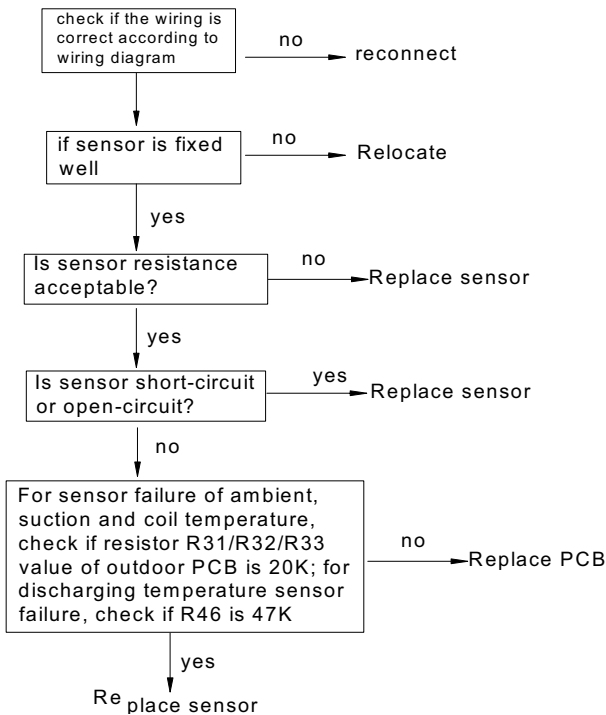 check if the wiring is
correct according to
wiring diagram
no
reconnect
if sensor is fixed
well
no
Relocate
yes
Is sensor resistance
acceptable?
no
Replace sensor
yes
Is sensor short-circuit
or open-circuit?
yes
Replace sensor
no
For sensor failure of ambient,
suction and coil temperature,
check if resistor R31/R32/R33
value of outdoor PCB is 20K; for
discharging temperature sensor
failure, check if R46 is 47K
no
Replace PCB
yes
Re place sensor